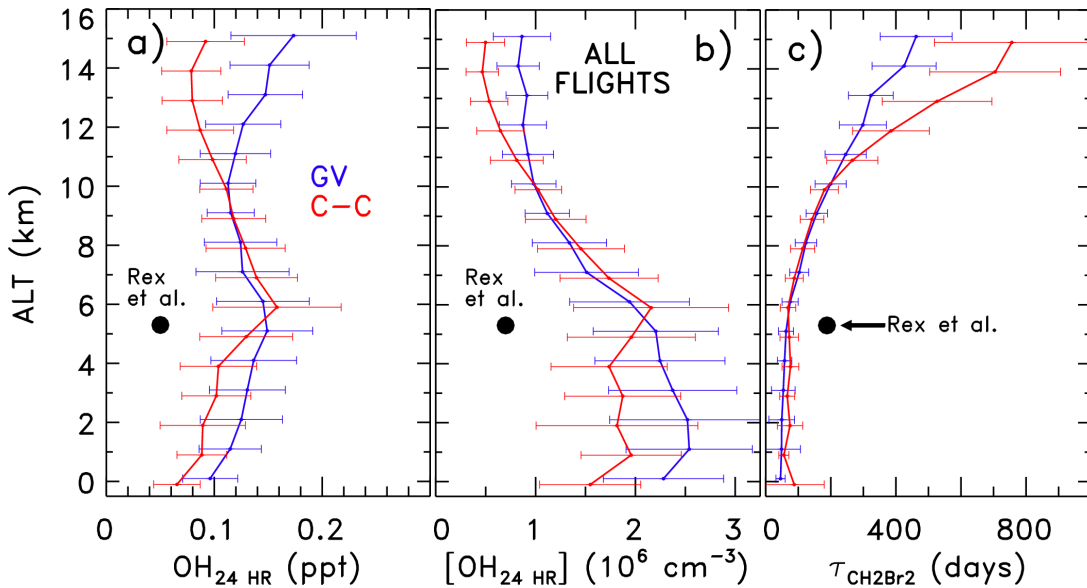 16
14
12
10
8
6
4
2
0
ALT (km)
a)
GV
C-C
Rex
et al.
0
0.1
0.2
OH24 HR (ppt)
b)
ALL
FLIGHTS
Rex
et al.
0
1
2
3
[OH24 HR] (10^6 cm^-3)
c)
Rex et al.
0
400
800
τCH2Br2 (days)